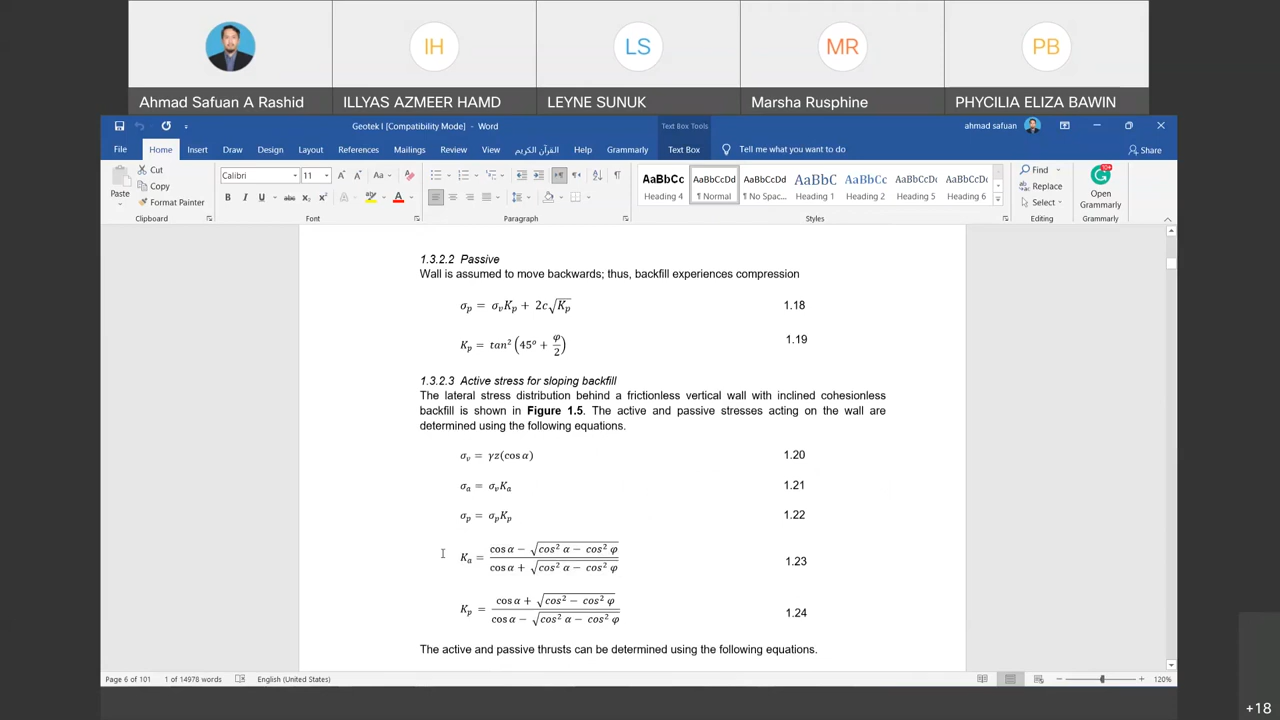 IH
LS
MR
PB
Ahmad Safuan A Rashid
ILLYAS AZMEER HAMD
LEYNE SUNUK
Marsha Rusphine
PHYCILIA ELIZA BAWIN
Geotek I [Compatibility Mode] - Word
Text Box Tools
ahmad safuan
File Home Insert Draw Design Layout References Mailings Review View القرآن الكريم Help Grammarly Text Box Tell me what you want to do Share
Paste
Cut
Copy
Format Painter
Calibri 11
AaBbCc AaBbCcDd AaBbCcDd AaBbC AaBbCc AaBbCcD AaBbCcD
Heading 4 ¶ Normal ¶ No Spac... Heading 1 Heading 2 Heading 5 Heading 6
Find
Replace
Select
Open
Grammarly
Clipboard Font Paragraph Styles Editing Grammarly
1.3.2.2 Passive
Wall is assumed to move backwards; thus, backfill experiences compression
σp = σvKp + 2c√Kp 1.18
Kp = tan² (45º + φ/2) 1.19
1.3.2.3 Active stress for sloping backfill
The lateral stress distribution behind a frictionless vertical wall with inclined cohesionless
backfill is shown in Figure 1.5. The active and passive stresses acting on the wall are
determined using the following equations.
σv = γz(cos α) 1.20
σa = σvKa 1.21
σp = σpKp 1.22
Ka = (cos α − √(cos² α − cos² φ)) / (cos α + √(cos² α − cos² φ)) 1.23
Kp = (cos α + √(cos² − cos² φ)) / (cos α − √(cos² α − cos² φ)) 1.24
The active and passive thrusts can be determined using the following equations.
Page 6 of 101 1 of 14978 words English (United States) 120%
+18